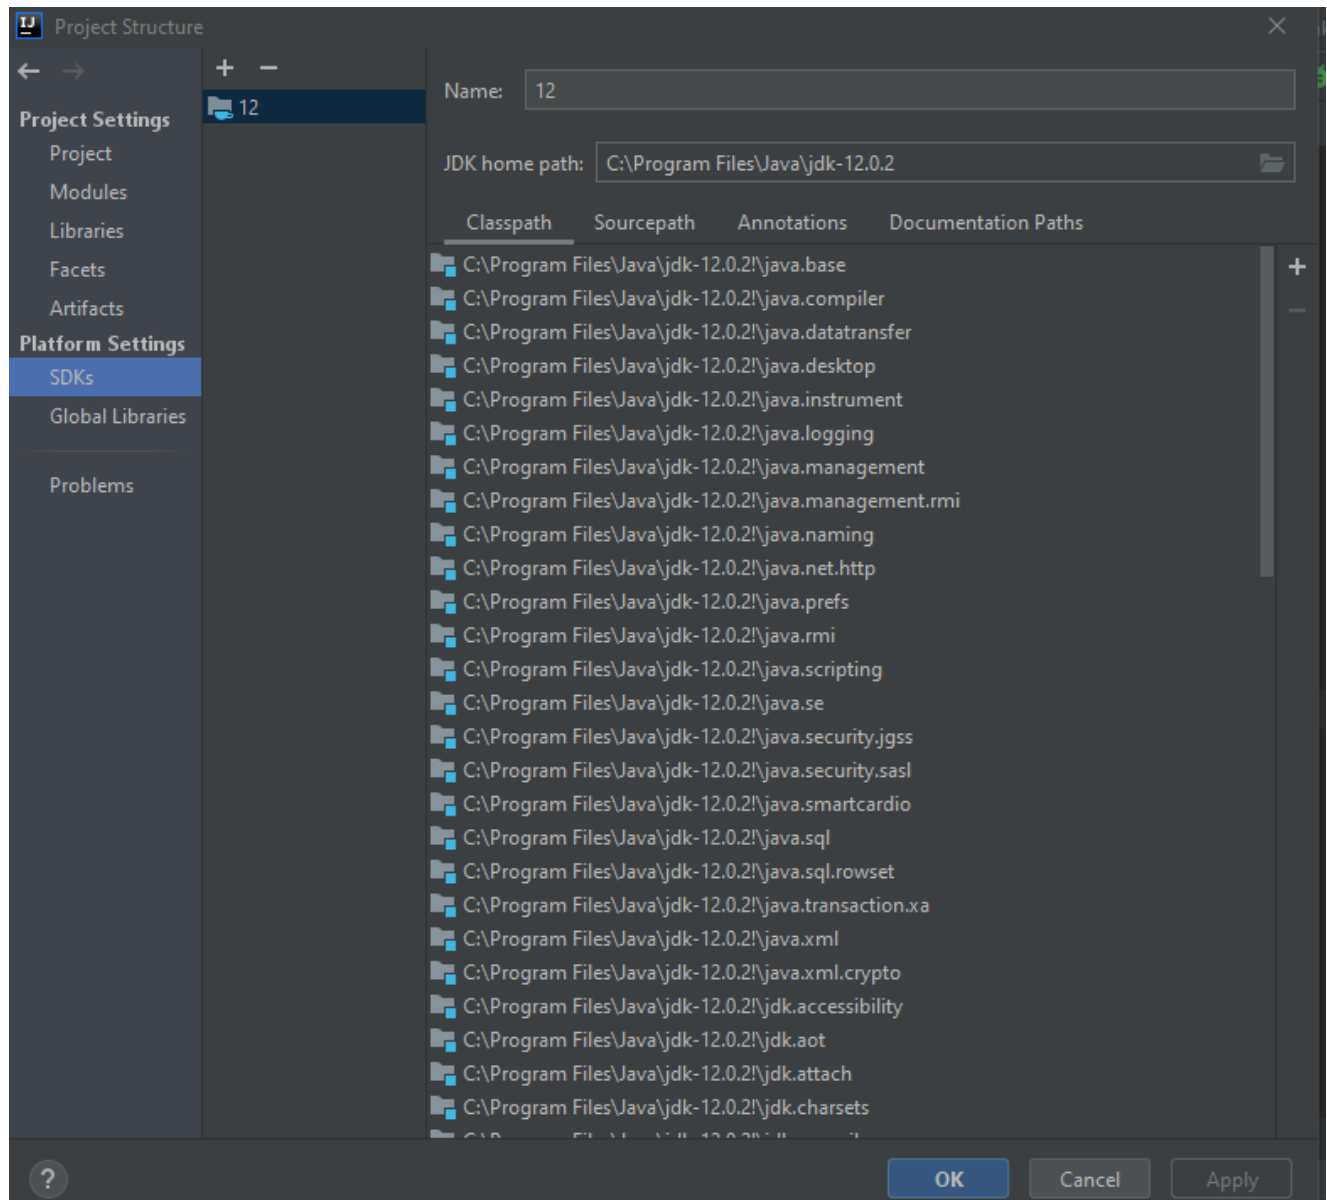 IJ Project Structure
Project Settings
Project
Modules
Libraries
Facets
Artifacts
Platform Settings
SDKs
Global Libraries
Problems
12
Name: 12
JDK home path: C:\Program Files\Java\jdk-12.0.2
Classpath Sourcepath Annotations Documentation Paths
C:\Program Files\Java\jdk-12.0.2!\java.base
C:\Program Files\Java\jdk-12.0.2!\java.compiler
C:\Program Files\Java\jdk-12.0.2!\java.datatransfer
C:\Program Files\Java\jdk-12.0.2!\java.desktop
C:\Program Files\Java\jdk-12.0.2!\java.instrument
C:\Program Files\Java\jdk-12.0.2!\java.logging
C:\Program Files\Java\jdk-12.0.2!\java.management
C:\Program Files\Java\jdk-12.0.2!\java.management.rmi
C:\Program Files\Java\jdk-12.0.2!\java.naming
C:\Program Files\Java\jdk-12.0.2!\java.net.http
C:\Program Files\Java\jdk-12.0.2!\java.prefs
C:\Program Files\Java\jdk-12.0.2!\java.rmi
C:\Program Files\Java\jdk-12.0.2!\java.scripting
C:\Program Files\Java\jdk-12.0.2!\java.se
C:\Program Files\Java\jdk-12.0.2!\java.security.jgss
C:\Program Files\Java\jdk-12.0.2!\java.security.sasl
C:\Program Files\Java\jdk-12.0.2!\java.smartcardio
C:\Program Files\Java\jdk-12.0.2!\java.sql
C:\Program Files\Java\jdk-12.0.2!\java.sql.rowset
C:\Program Files\Java\jdk-12.0.2!\java.transaction.xa
C:\Program Files\Java\jdk-12.0.2!\java.xml
C:\Program Files\Java\jdk-12.0.2!\java.xml.crypto
C:\Program Files\Java\jdk-12.0.2!\jdk.accessibility
C:\Program Files\Java\jdk-12.0.2!\jdk.aot
C:\Program Files\Java\jdk-12.0.2!\jdk.attach
C:\Program Files\Java\jdk-12.0.2!\jdk.charsets
? OK Cancel Apply